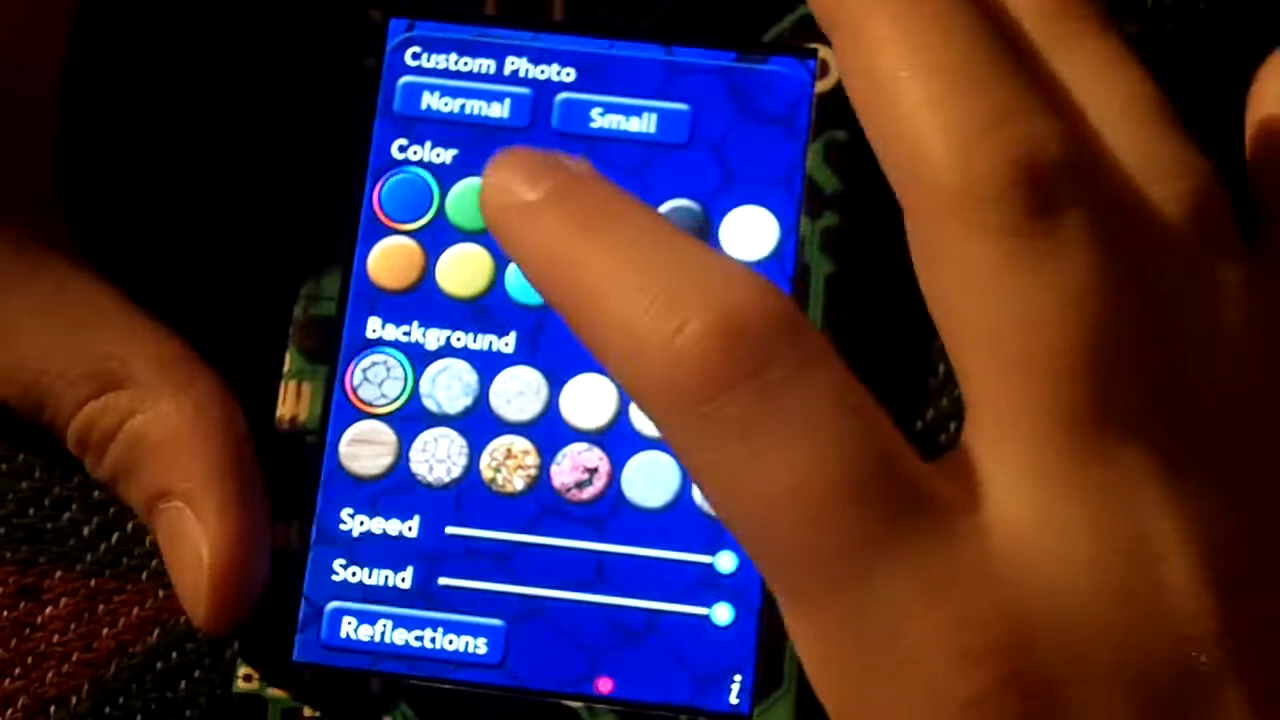 Custom Photo
Normal
Small
Color
Background
Speed
Sound
Reflections
i